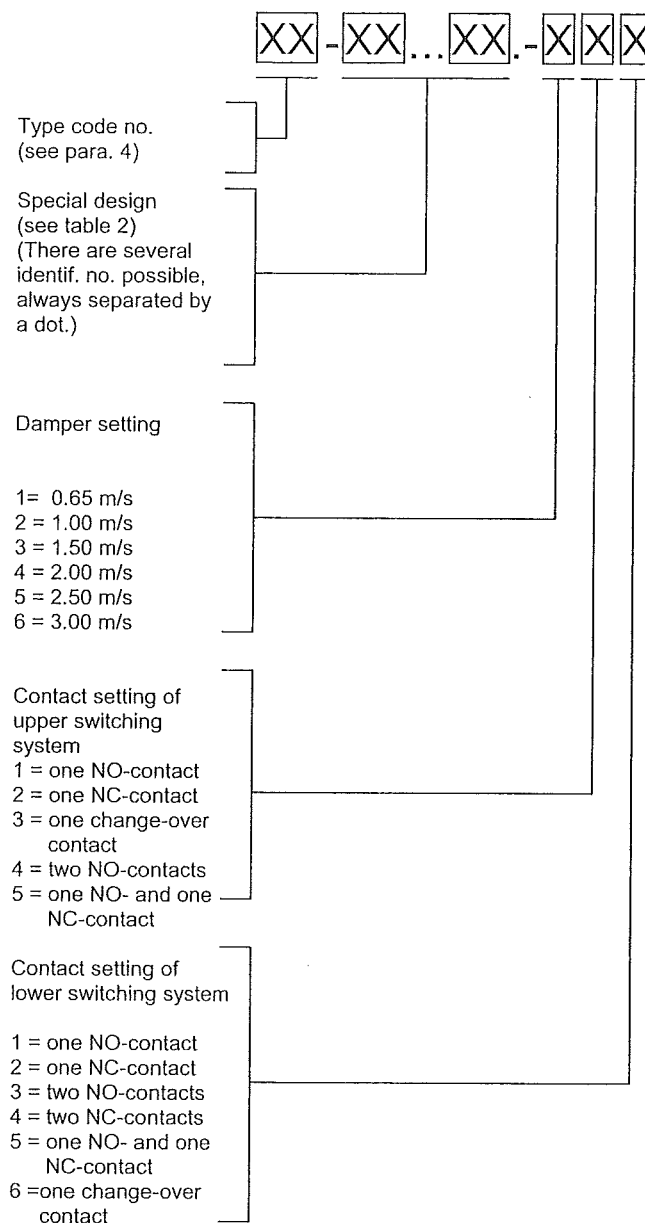 XX - XX ... XX . - X X X
Type code no.
(see para. 4)
Special design
(see table 2)
(There are several
identif. no. possible,
always separated by
a dot.)
Damper setting
1= 0.65 m/s
2 = 1.00 m/s
3 = 1.50 m/s
4 = 2.00 m/s
5 = 2.50 m/s
6 = 3.00 m/s
Contact setting of
upper switching
system
1 = one NO-contact
2 = one NC-contact
3 = one change-over
contact
4 = two NO-contacts
5 = one NO- and one
NC-contact
Contact setting of
lower switching system
1 = one NO-contact
2 = one NC-contact
3 = two NO-contacts
4 = two NC-contacts
5 = one NO- and one
NC-contact
6 =one change-over
contact